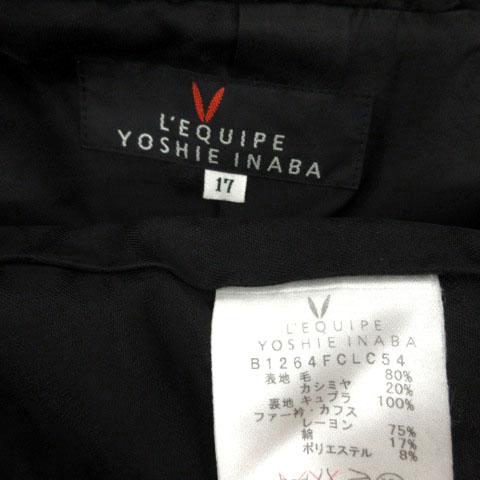 L'EQUIPE
YOSHIE INABA
17
L'EQUIPE
YOSHIE INABA
B1264FCLC54
表地 毛 80%
カシミヤ 20%
裏地 キュプラ 100%
ファー衿・カフス
レーヨン 75%
綿 17%
ポリエステル 8%